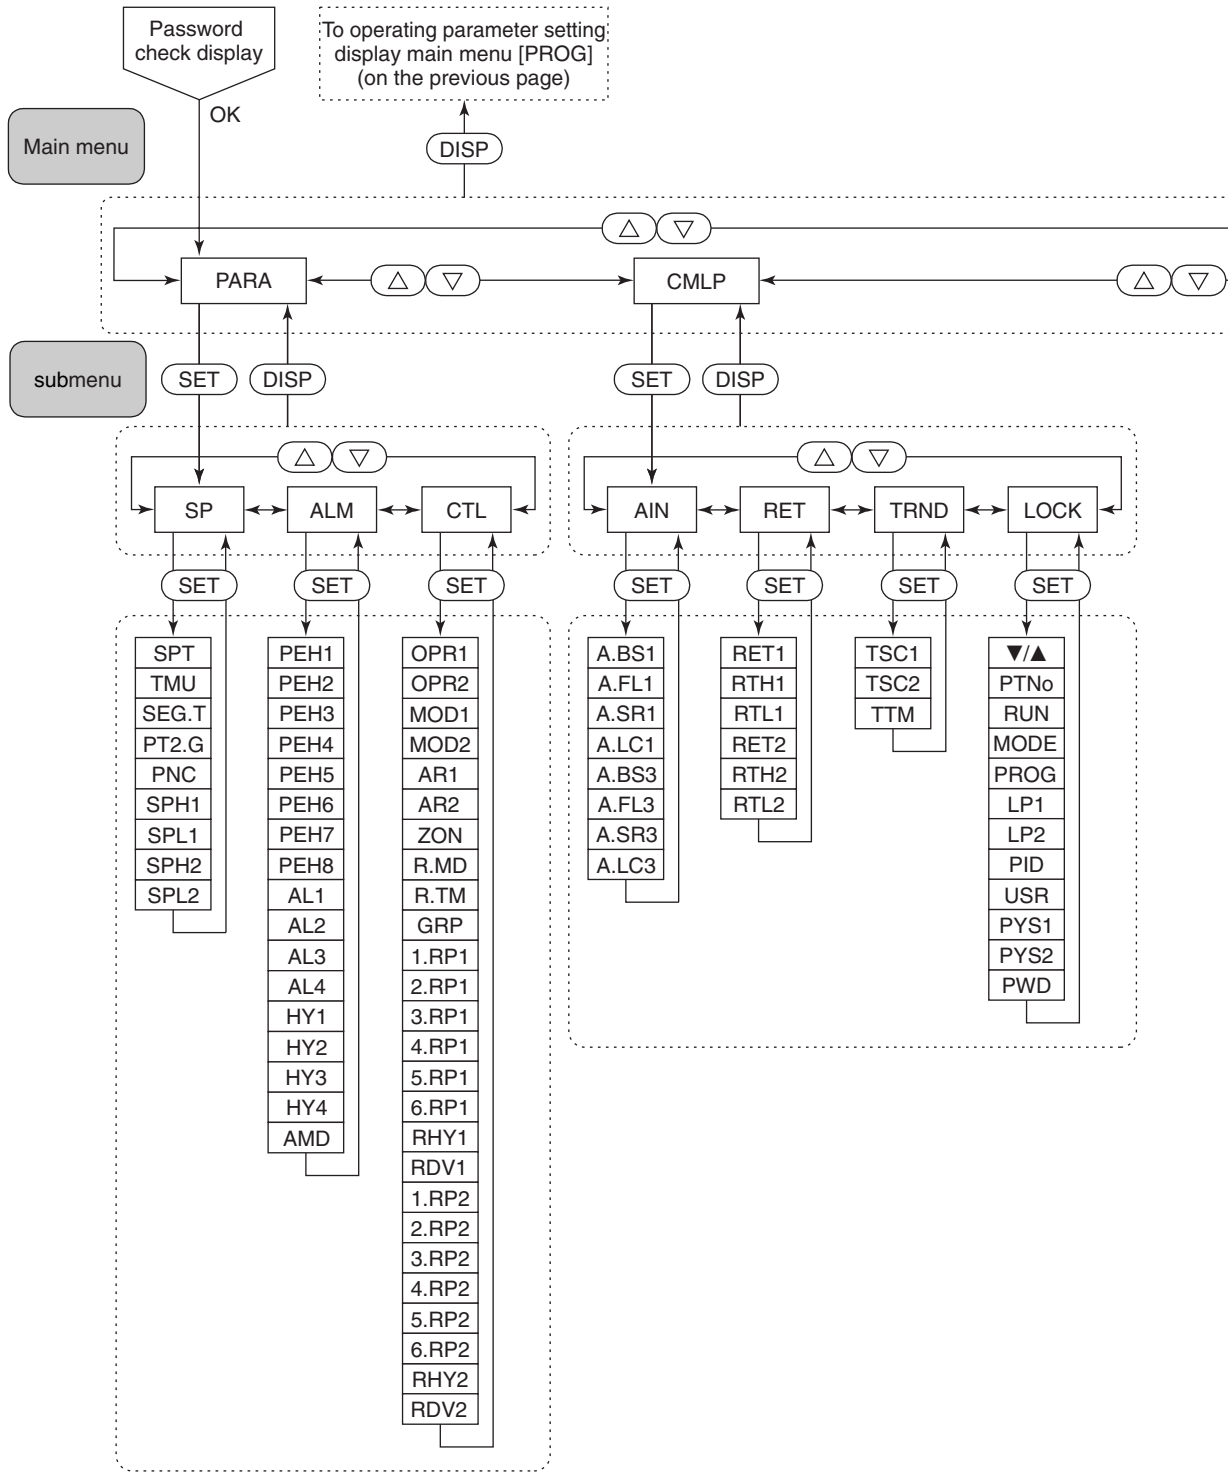 Password
check display
To operating parameter setting
display main menu [PROG]
(on the previous page)
OK
Main menu
DISP
△ ▽
PARA
△ ▽
CMLP
△ ▽
submenu
SET
DISP
SET
DISP
△ ▽
△ ▽
SP
ALM
CTL
AIN
RET
TRND
LOCK
SET
SET
SET
SET
SET
SET
SET
SPT
TMU
SEG.T
PT2.G
PNC
SPH1
SPL1
SPH2
SPL2
PEH1
PEH2
PEH3
PEH4
PEH5
PEH6
PEH7
PEH8
AL1
AL2
AL3
AL4
HY1
HY2
HY3
HY4
AMD
OPR1
OPR2
MOD1
MOD2
AR1
AR2
ZON
R.MD
R.TM
GRP
1.RP1
2.RP1
3.RP1
4.RP1
5.RP1
6.RP1
RHY1
RDV1
1.RP2
2.RP2
3.RP2
4.RP2
5.RP2
6.RP2
RHY2
RDV2
A.BS1
A.FL1
A.SR1
A.LC1
A.BS3
A.FL3
A.SR3
A.LC3
RET1
RTH1
RTL1
RET2
RTH2
RTL2
TSC1
TSC2
TTM
▼/▲
PTNo
RUN
MODE
PROG
LP1
LP2
PID
USR
PYS1
PYS2
PWD